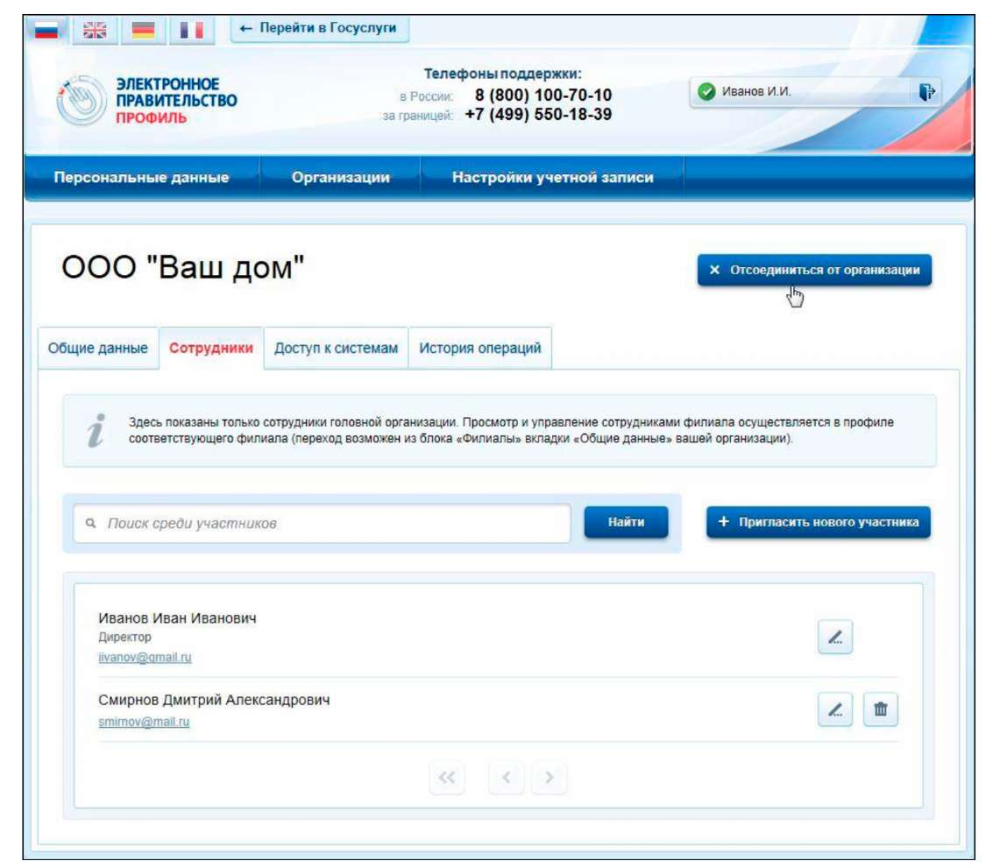 ← Перейти в Госуслуги
ЭЛЕКТРОННОЕ
ПРАВИТЕЛЬСТВО
ПРОФИЛЬ
Телефоны поддержки:
в России: 8 (800) 100-70-10
за границей: +7 (499) 550-18-39
Иванов И.И.
Персональные данные Организации Настройки учетной записи
ООО "Ваш дом"
× Отсоединиться от организации
Общие данные Сотрудники Доступ к системам История операций
Здесь показаны только сотрудники головной организации. Просмотр и управление сотрудниками филиала осуществляется в профиле
соответствующего филиала (переход возможен из блока «Филиалы» вкладки «Общие данные» вашей организации).
Поиск среди участников Найти + Пригласить нового участника
Иванов Иван Иванович
Директор
iivanov@qmail.ru
Смирнов Дмитрий Александрович
smirnov@mail.ru